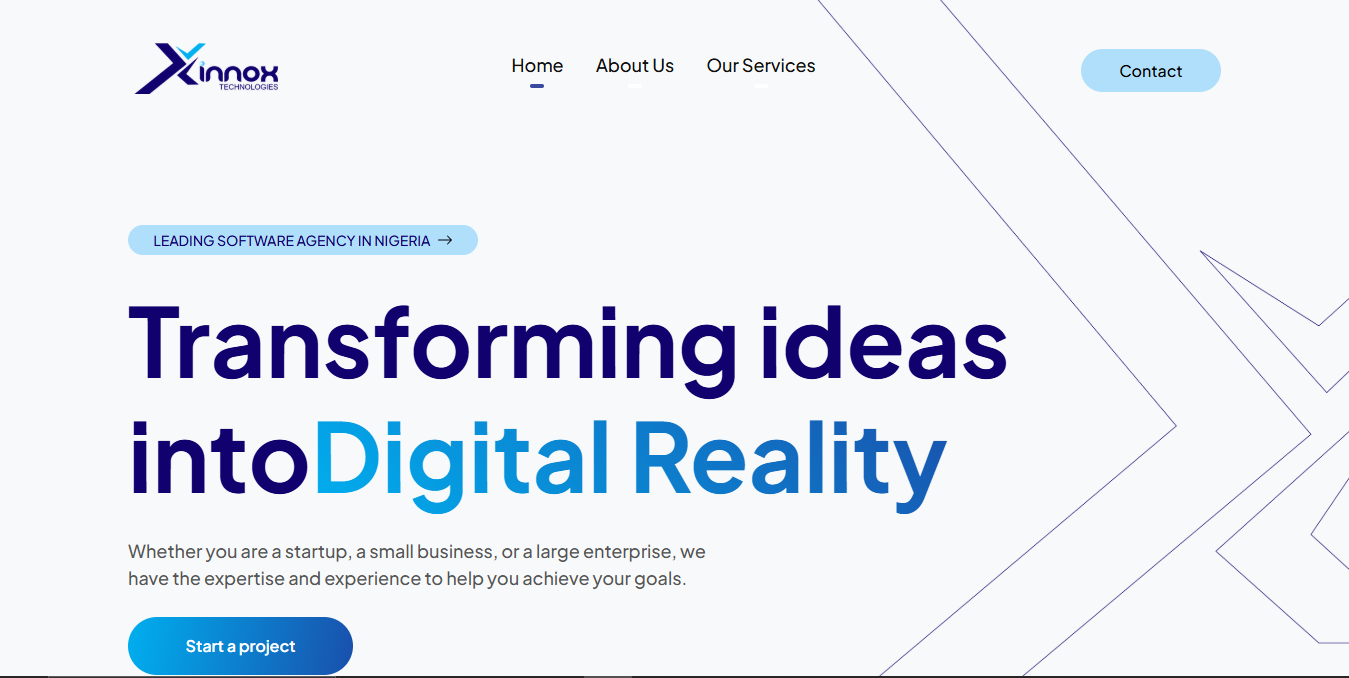 Xinnox
TECHNOLOGIES
Home
About Us
Our Services
Contact
LEADING SOFTWARE AGENCY IN NIGERIA →
Transforming ideas
intoDigital Reality
Whether you are a startup, a small business, or a large enterprise, we
have the expertise and experience to help you achieve your goals.
Start a project